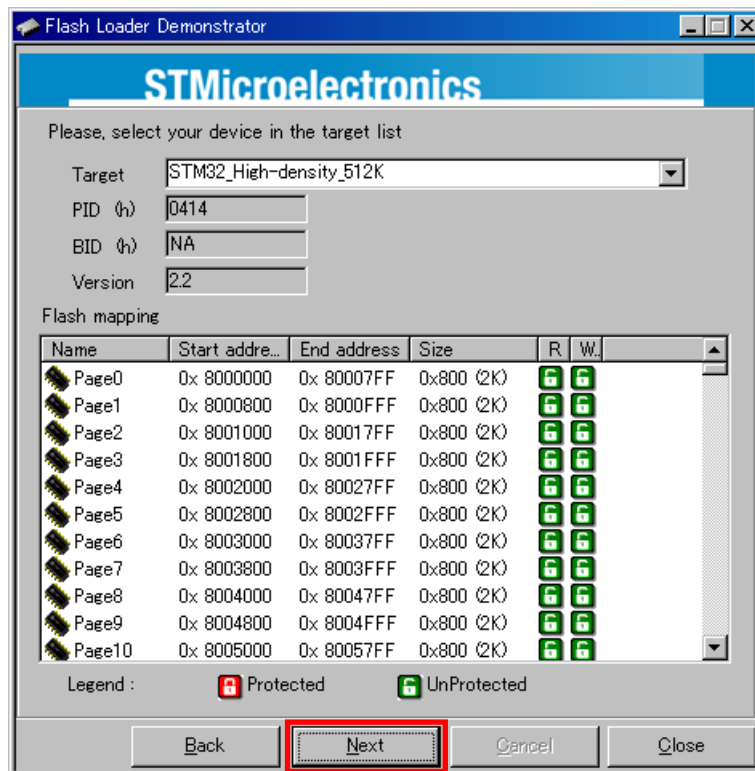 Flash Loader Demonstrator
STMicroelectronics
Please, select your device in the target list
Target STM32_High-density_512K
PID (h) 0414
BID (h) NA
Version 2.2
Flash mapping
Name Start addre... End address Size R W..
Page0 0x 8000000 0x 80007FF 0x800 (2K)
Page1 0x 8000800 0x 8000FFF 0x800 (2K)
Page2 0x 8001000 0x 80017FF 0x800 (2K)
Page3 0x 8001800 0x 8001FFF 0x800 (2K)
Page4 0x 8002000 0x 80027FF 0x800 (2K)
Page5 0x 8002800 0x 8002FFF 0x800 (2K)
Page6 0x 8003000 0x 80037FF 0x800 (2K)
Page7 0x 8003800 0x 8003FFF 0x800 (2K)
Page8 0x 8004000 0x 80047FF 0x800 (2K)
Page9 0x 8004800 0x 8004FFF 0x800 (2K)
Page10 0x 8005000 0x 80057FF 0x800 (2K)
Legend : Protected UnProtected
Back Next Cancel Close